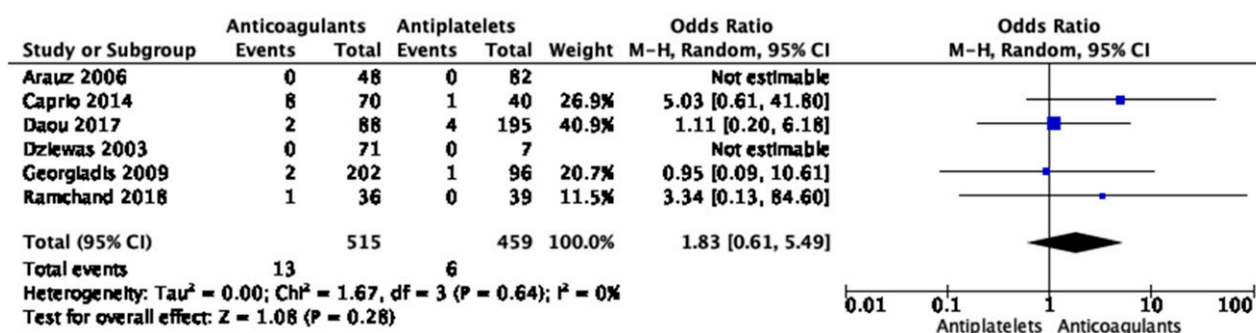 Anticoagulants Antiplatelets Odds Ratio Odds Ratio
Study or Subgroup Events Total Events Total Weight M-H, Random, 95% CI M-H, Random, 95% CI
Arauz 2006 0 48 0 82 Not estimable
Caprio 2014 8 70 1 40 26.9% 5.03 [0.61, 41.80]
Daou 2017 2 88 4 195 40.9% 1.11 [0.20, 6.18]
Dziewas 2003 0 71 0 7 Not estimable
Georgiadis 2009 2 202 1 96 20.7% 0.95 [0.09, 10.61]
Ramchand 2018 1 36 0 39 11.5% 3.34 [0.13, 84.60]
Total (95% CI) 515 459 100.0% 1.83 [0.61, 5.49]
Total events 13 6
Heterogeneity: Tau² = 0.00; Chi² = 1.67, df = 3 (P = 0.64); I² = 0%
Test for overall effect: Z = 1.08 (P = 0.28)
0.01 0.1 1 10 100
Antiplatelets Anticoagulants